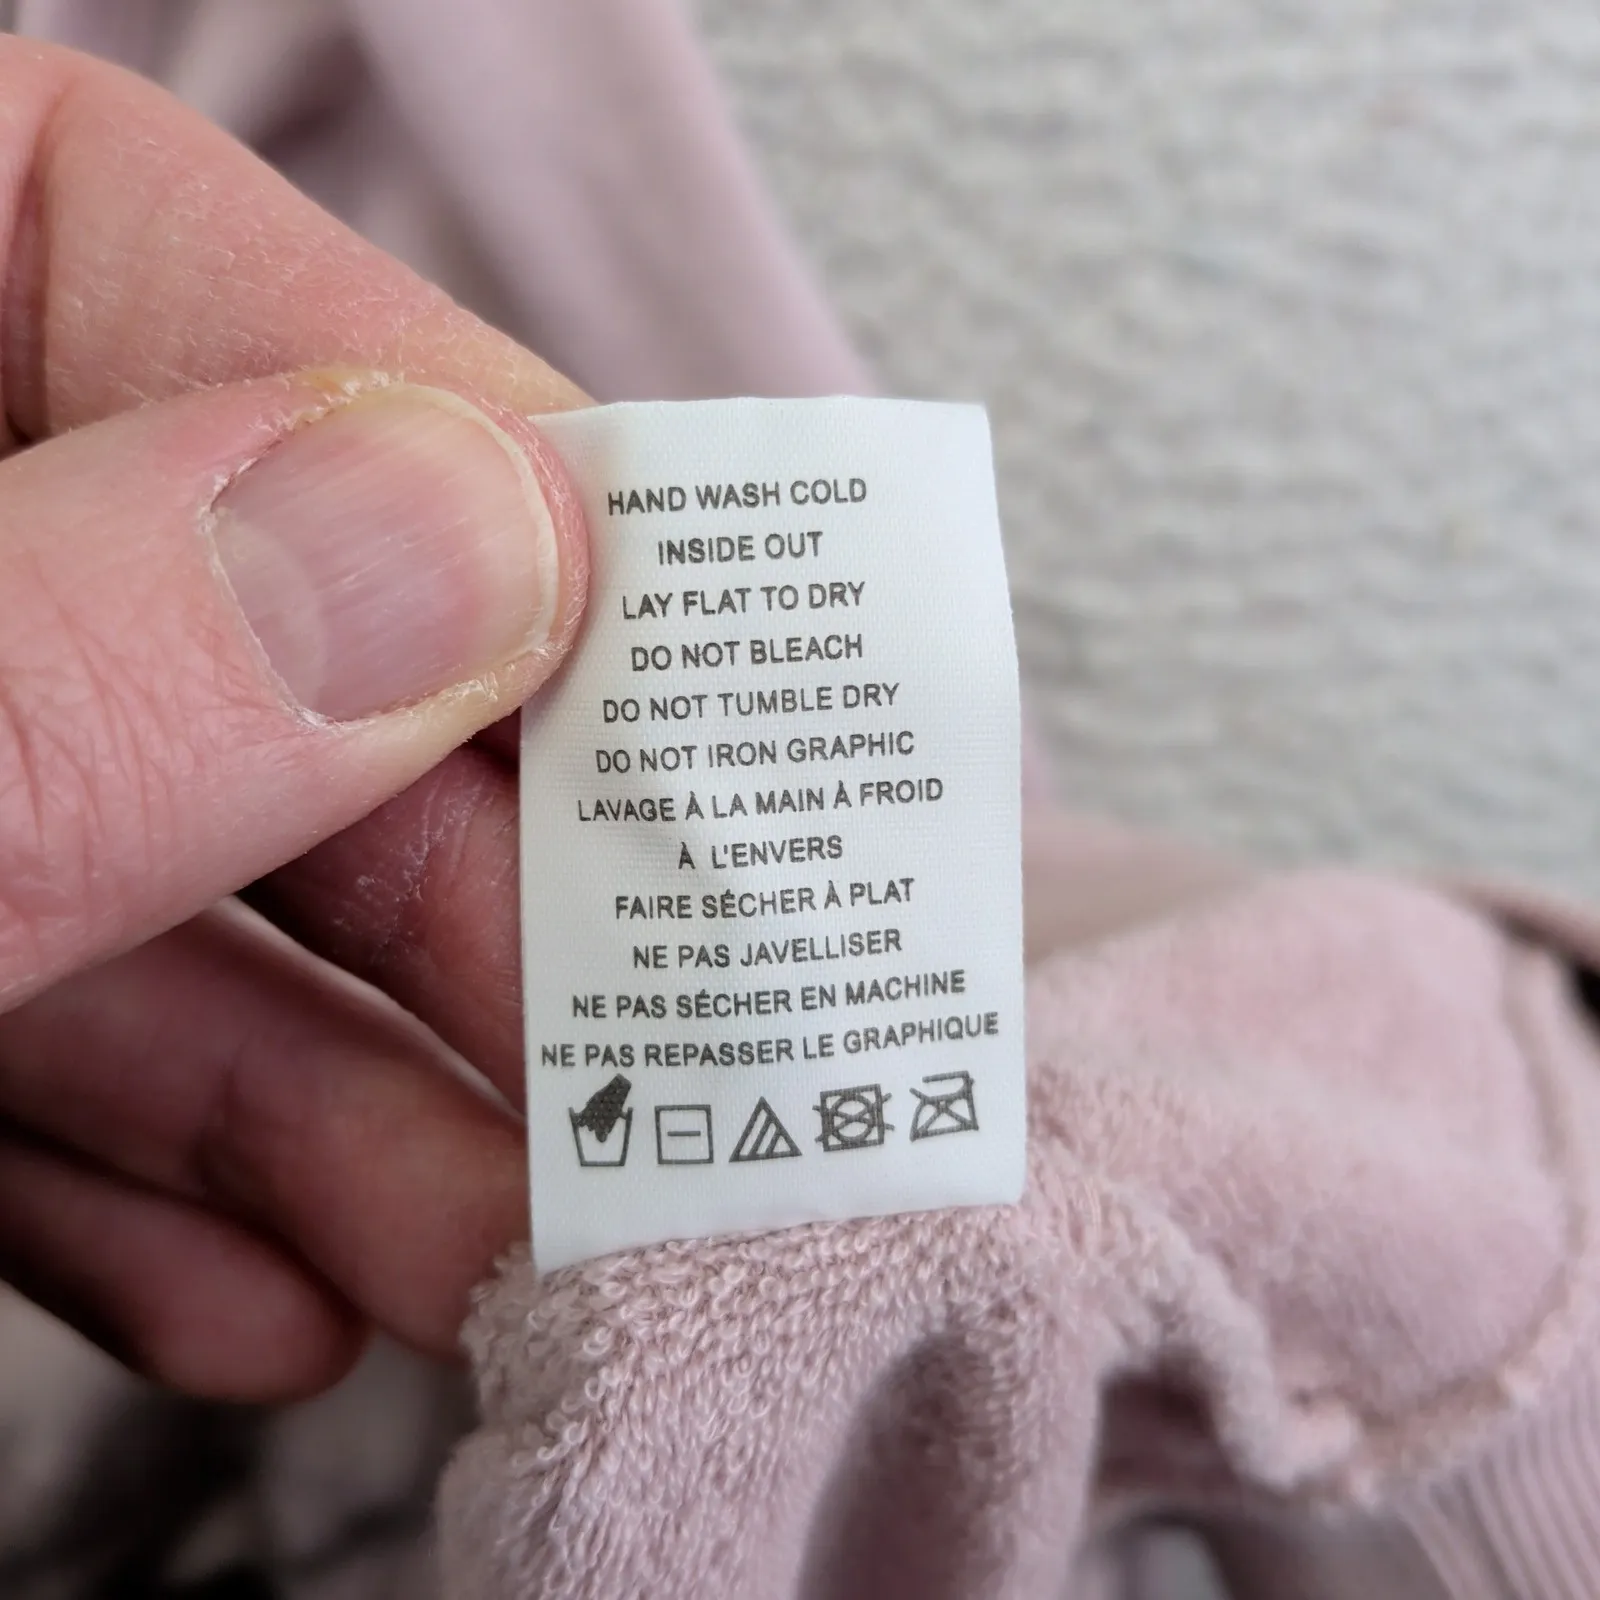 HAND WASH COLD
INSIDE OUT
LAY FLAT TO DRY
DO NOT BLEACH
DO NOT TUMBLE DRY
DO NOT IRON GRAPHIC
LAVAGE À LA MAIN À FROID
À L'ENVERS
FAIRE SÉCHER À PLAT
NE PAS JAVELLISER
NE PAS SÉCHER EN MACHINE
NE PAS REPASSER LE GRAPHIQUE